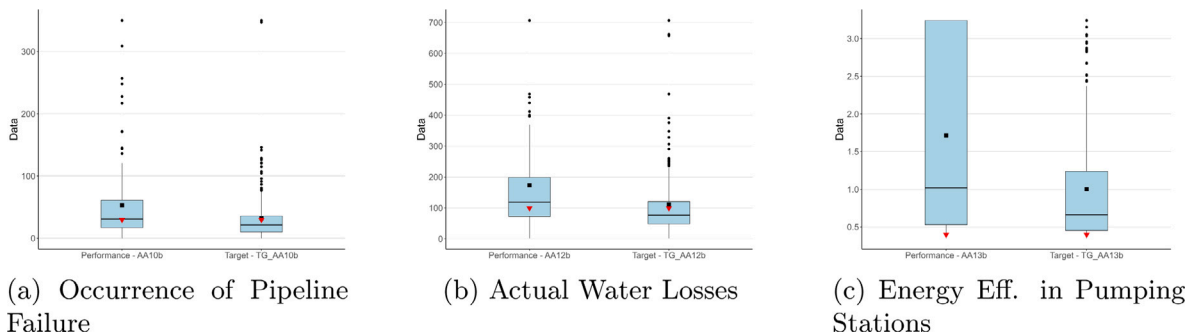 300
200
100
0
Data
Performance - AA10b
Target - TG_AA10b
(a) Occurrence of Pipeline
Failure
700
600
500
400
300
200
100
0
Data
Performance - AA12b
Target - TG_AA12b
(b) Actual Water Losses
3.0
2.5
2.0
1.5
1.0
0.5
Data
Performance - AA13b
Target - TG_AA13b
(c) Energy Eff. in Pumping
Stations